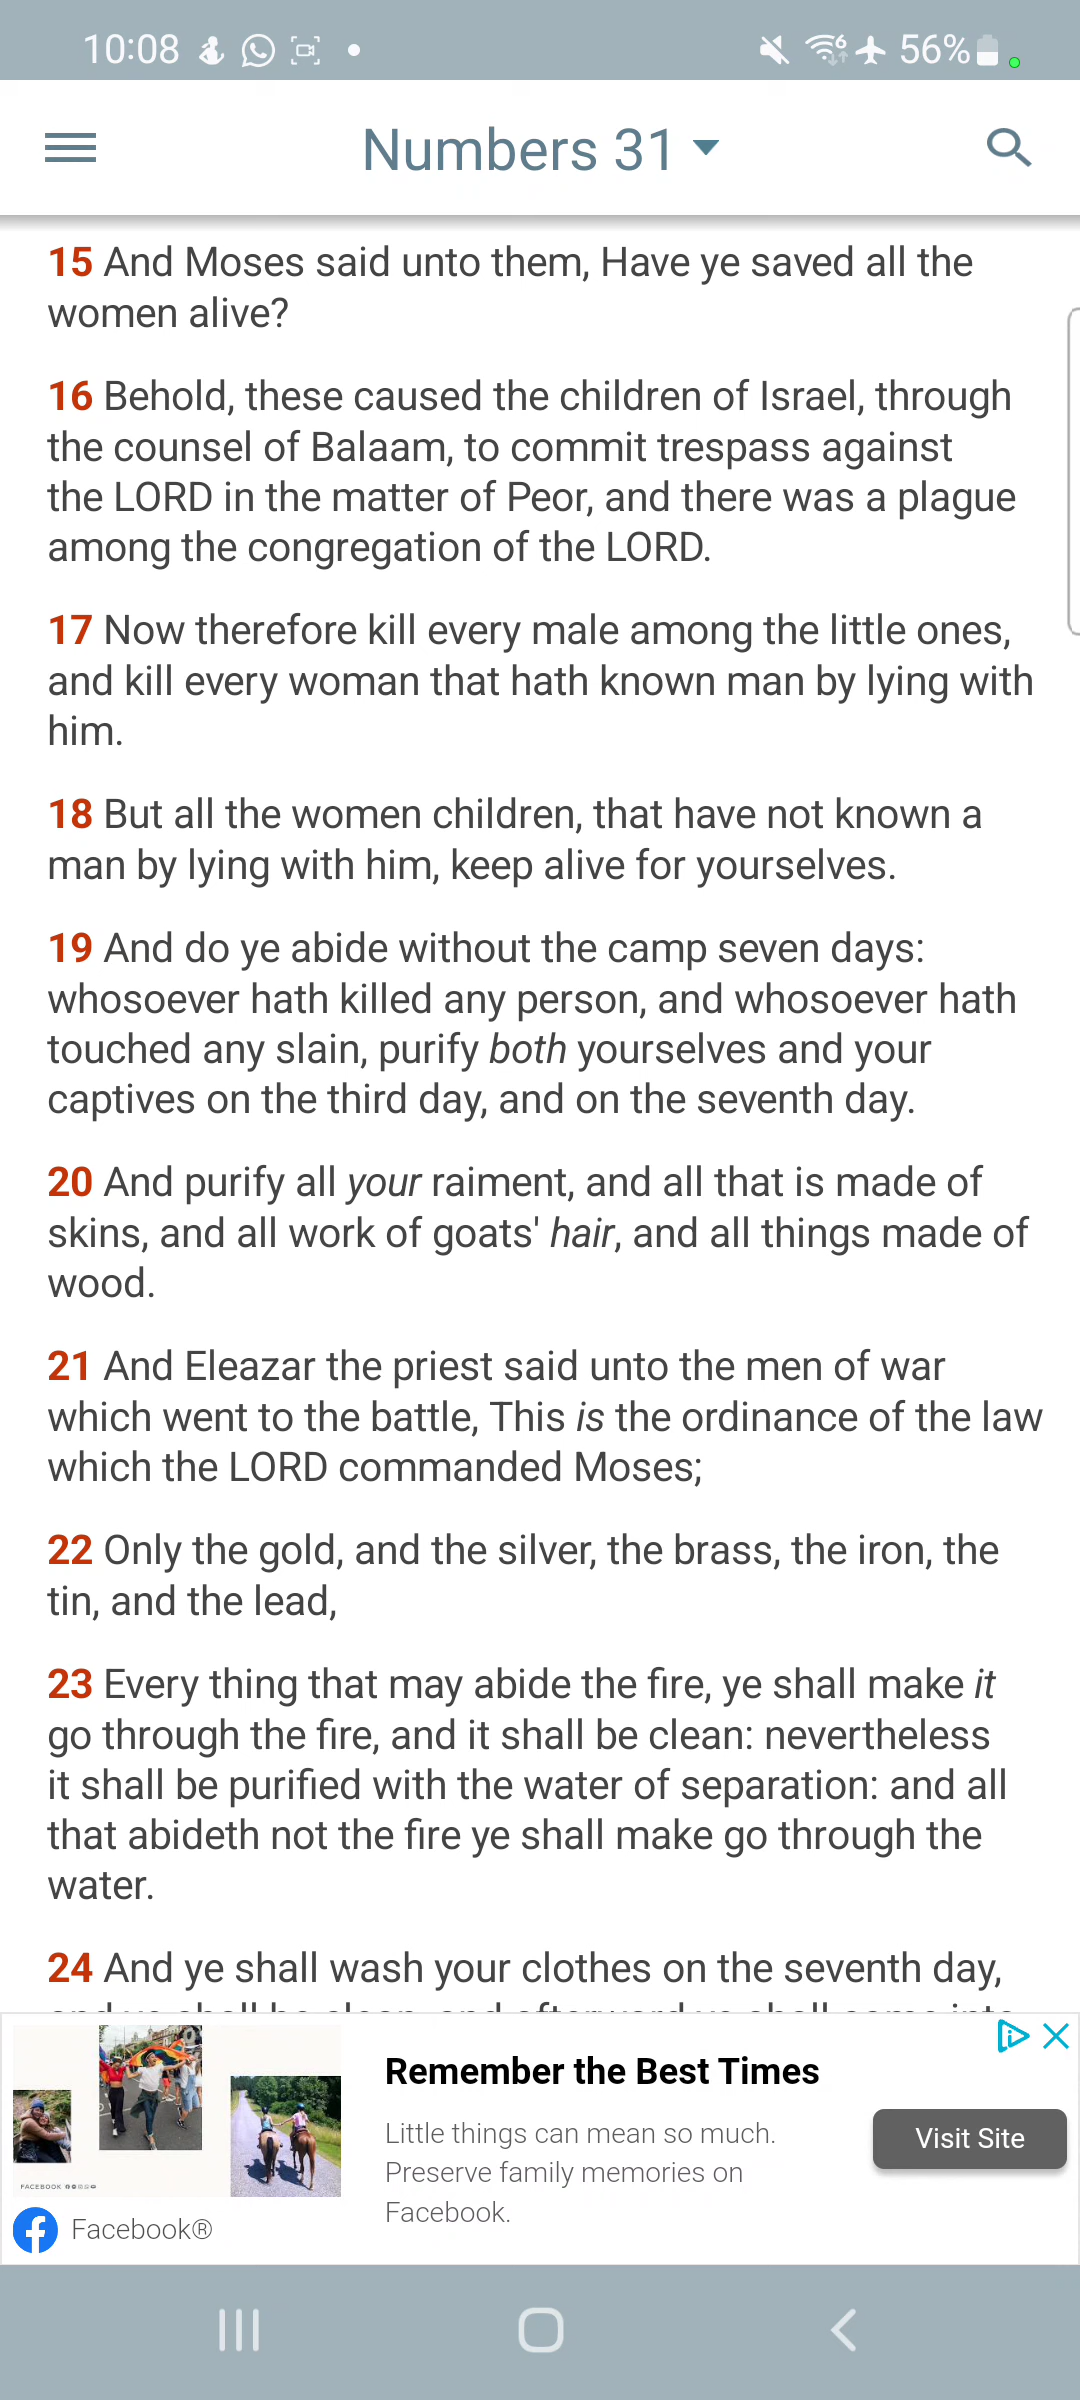 10:08 56%
Numbers 31
15 And Moses said unto them, Have ye saved all the
women alive?
16 Behold, these caused the children of Israel, through
the counsel of Balaam, to commit trespass against
the LORD in the matter of Peor, and there was a plague
among the congregation of the LORD.
17 Now therefore kill every male among the little ones,
and kill every woman that hath known man by lying with
him.
18 But all the women children, that have not known a
man by lying with him, keep alive for yourselves.
19 And do ye abide without the camp seven days:
whosoever hath killed any person, and whosoever hath
touched any slain, purify both yourselves and your
captives on the third day, and on the seventh day.
20 And purify all your raiment, and all that is made of
skins, and all work of goats' hair, and all things made of
wood.
21 And Eleazar the priest said unto the men of war
which went to the battle, This is the ordinance of the law
which the LORD commanded Moses;
22 Only the gold, and the silver, the brass, the iron, the
tin, and the lead,
23 Every thing that may abide the fire, ye shall make it
go through the fire, and it shall be clean: nevertheless
it shall be purified with the water of separation: and all
that abideth not the fire ye shall make go through the
water.
24 And ye shall wash your clothes on the seventh day,
and ye shall be clean, and afterward ye shall come into
Remember the Best Times
Little things can mean so much.
Preserve family memories on
Facebook.
Visit Site
FACEBOOK
Facebook®